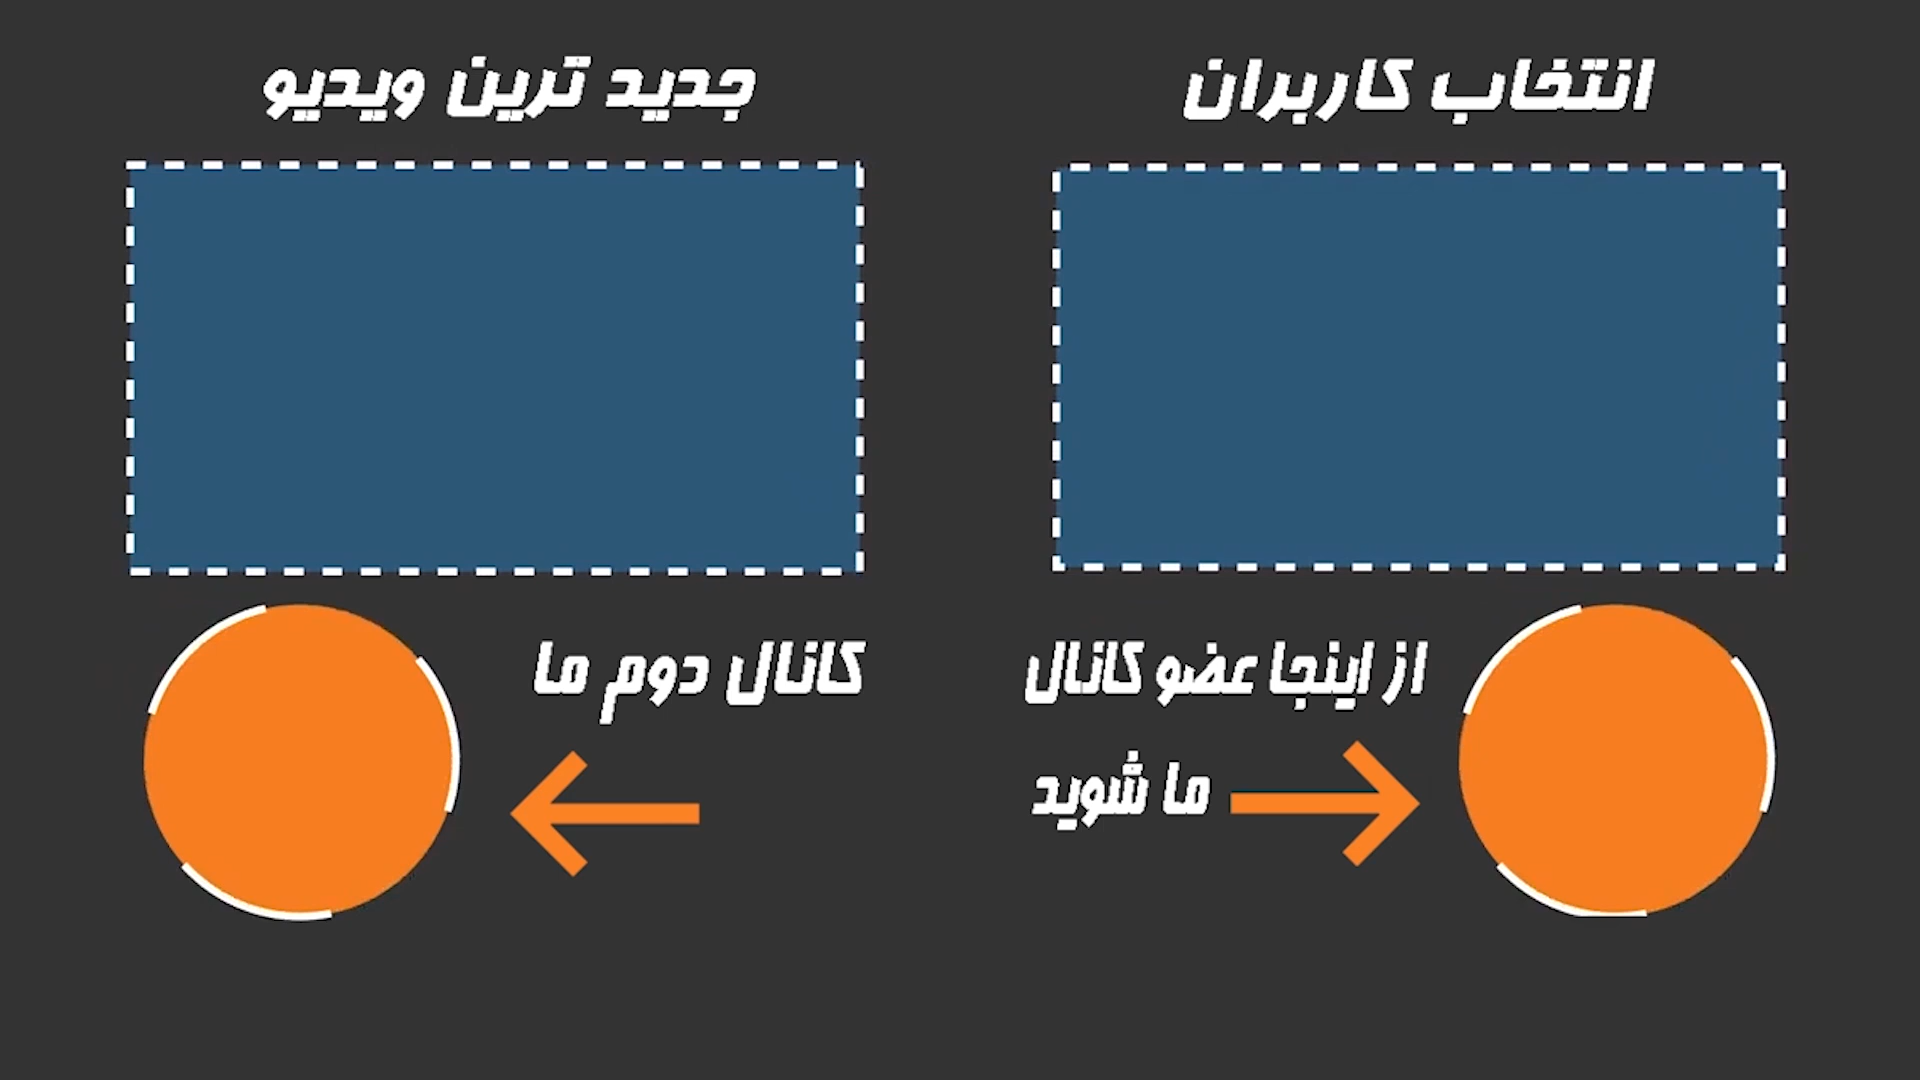 انتخاب کاربران
جدید ترین ویدیو
از اینجا عضو کانال
ما شوید
کانال دوم ما